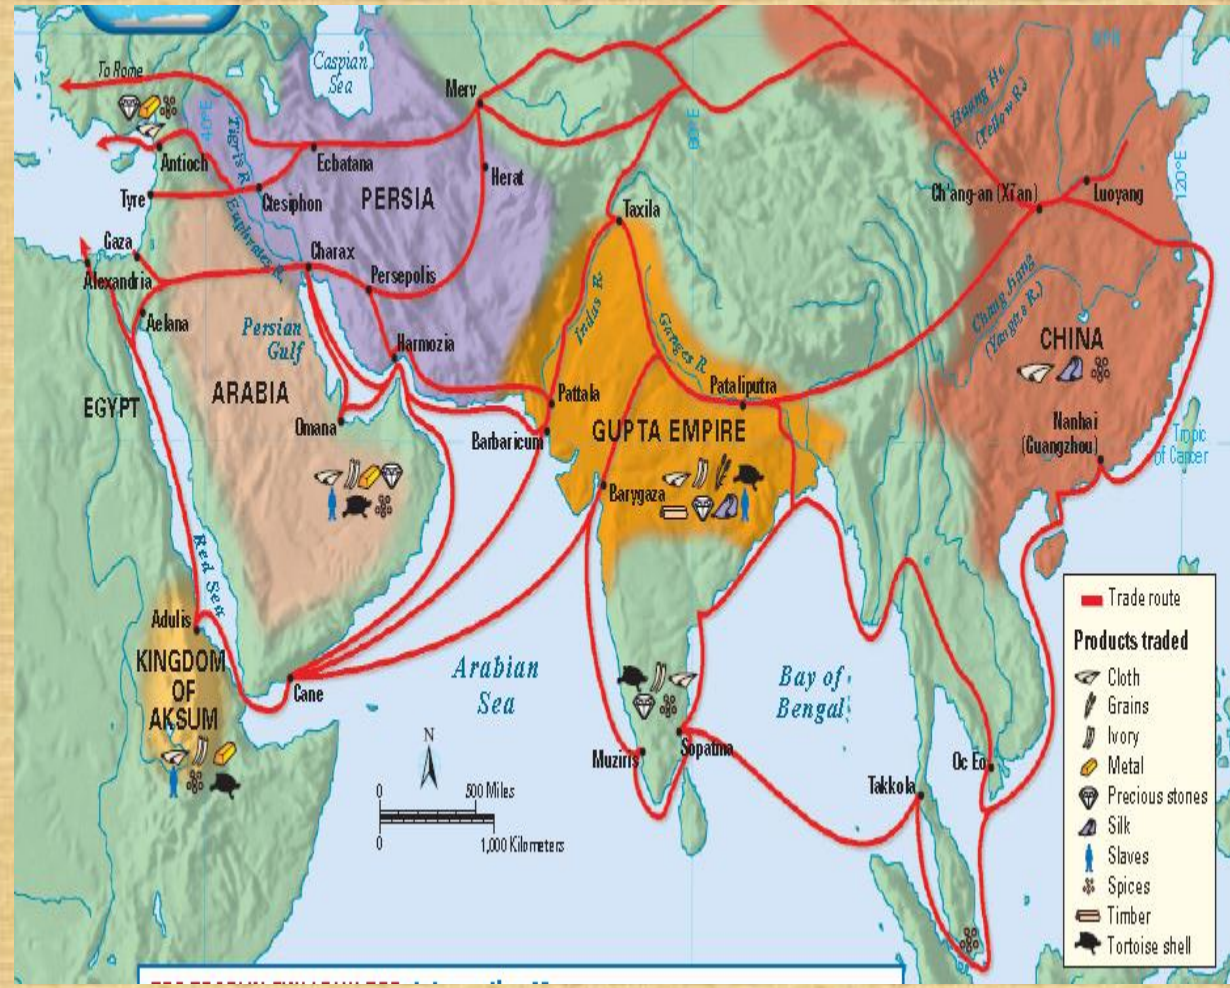 To Rome
Caspian
Sea
Merv
Antioch
Tigris R.
40°E
Ecbatana
Tyre
Ctesiphon
PERSIA
Herat
80°E
Huang He
(Yellow R.)
Ch'ang-an (Xi'an)
Luoyang
120°E
Taxila
Gaza
Euphrates R.
Charax
Alexandria
Persepolis
Aelana
Persian
Gulf
Harmozia
Indus R.
Ganges R.
Chang Jiang
(Yangtze R.)
CHINA
EGYPT
ARABIA
Omana
Pattala
Pataliputra
Barbaricum
GUPTA EMPIRE
Nanhai
(Guangzhou)
Tropic
of Cancer
Barygaza
Red Sea
Adulis
KINGDOM
OF
AKSUM
Cane
Arabian
Sea
Bay of
Bengal
Muziris
Sopatma
Takkola
Oc Eo
N
0 500 Miles
0 1,000 Kilometers
Trade route
Products traded
Cloth
Grains
Ivory
Metal
Precious stones
Silk
Slaves
Spices
Timber
Tortoise shell